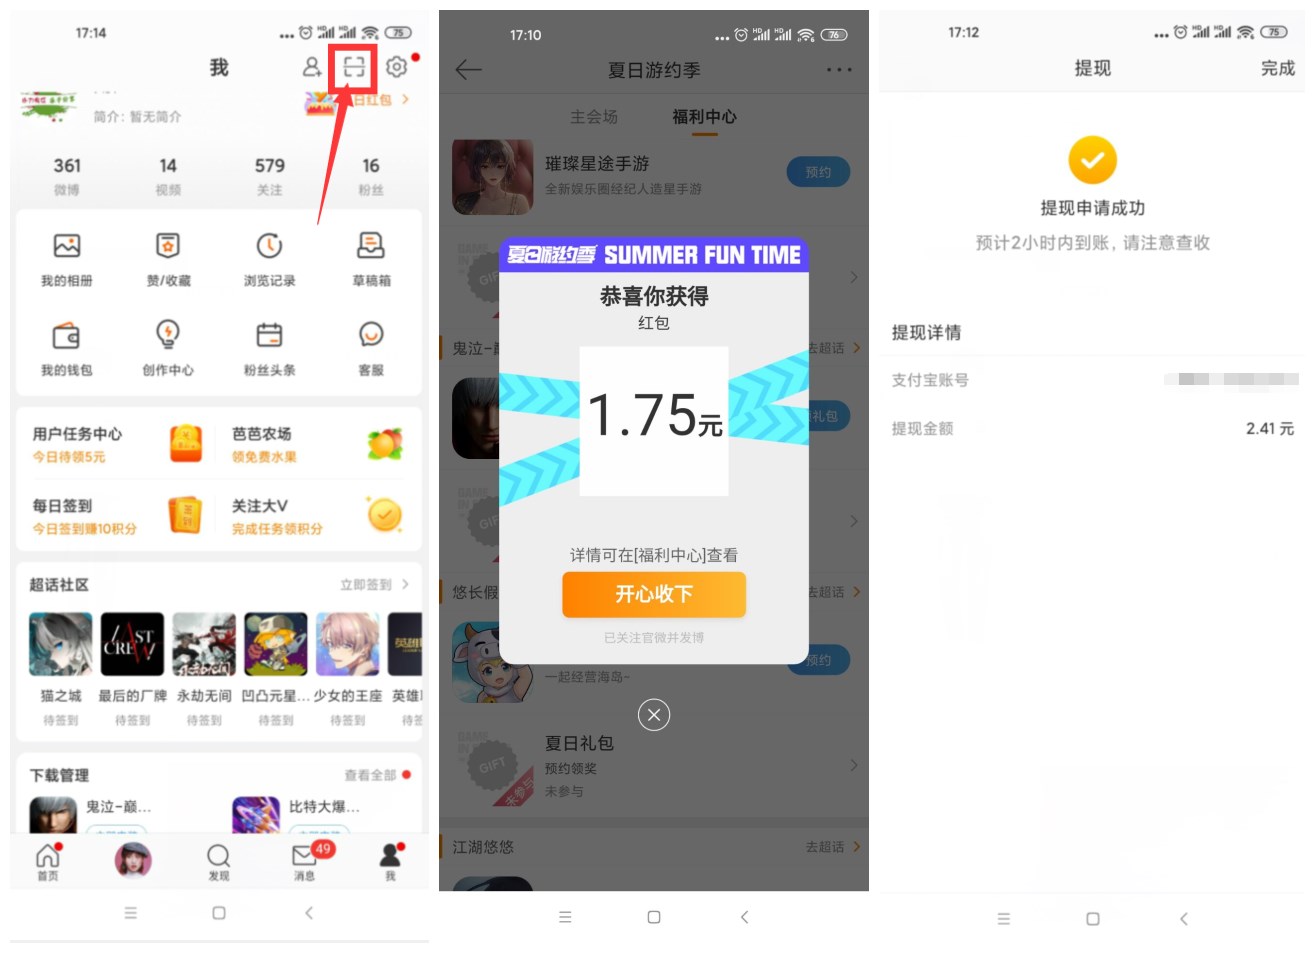 17:14
75
我
日红包
简介：暂无简介
361
14
579
16
微博
视频
关注
粉丝
我的相册
赞/收藏
浏览记录
草稿箱
我的钱包
创作中心
粉丝头条
客服
用户任务中心
今日待领5元
芭芭农场
领免费水果
每日签到
今日签到赚10积分
关注大V
完成任务领积分
超话社区
立即签到
LAST CREW
英雄
猫之城
最后的厂牌
永劫无间
凹凸元星...
少女的王座
英雄
待签到
待签到
待签到
待签到
待签到
待签
下载管理
查看全部
鬼泣-巅...
比特大爆...
首页
发现
49
消息
我
17:10
76
夏日游约季
主会场
福利中心
璀璨星途手游
全新娱乐圈经纪人造星手游
预约
夏日游约季 SUMMER FUN TIME
恭喜你获得
红包
1.75元
详情可在[福利中心]查看
开心收下
已关注官微并发博
鬼泣-巅
去超话
礼包
悠长假
去超话
预约
一起经营海岛~
GIFT
未参与
夏日礼包
预约领奖
未参与
江湖悠悠
去超话
17:12
75
提现
完成
提现申请成功
预计2小时内到账，请注意查收
提现详情
支付宝账号
提现金额
2.41 元